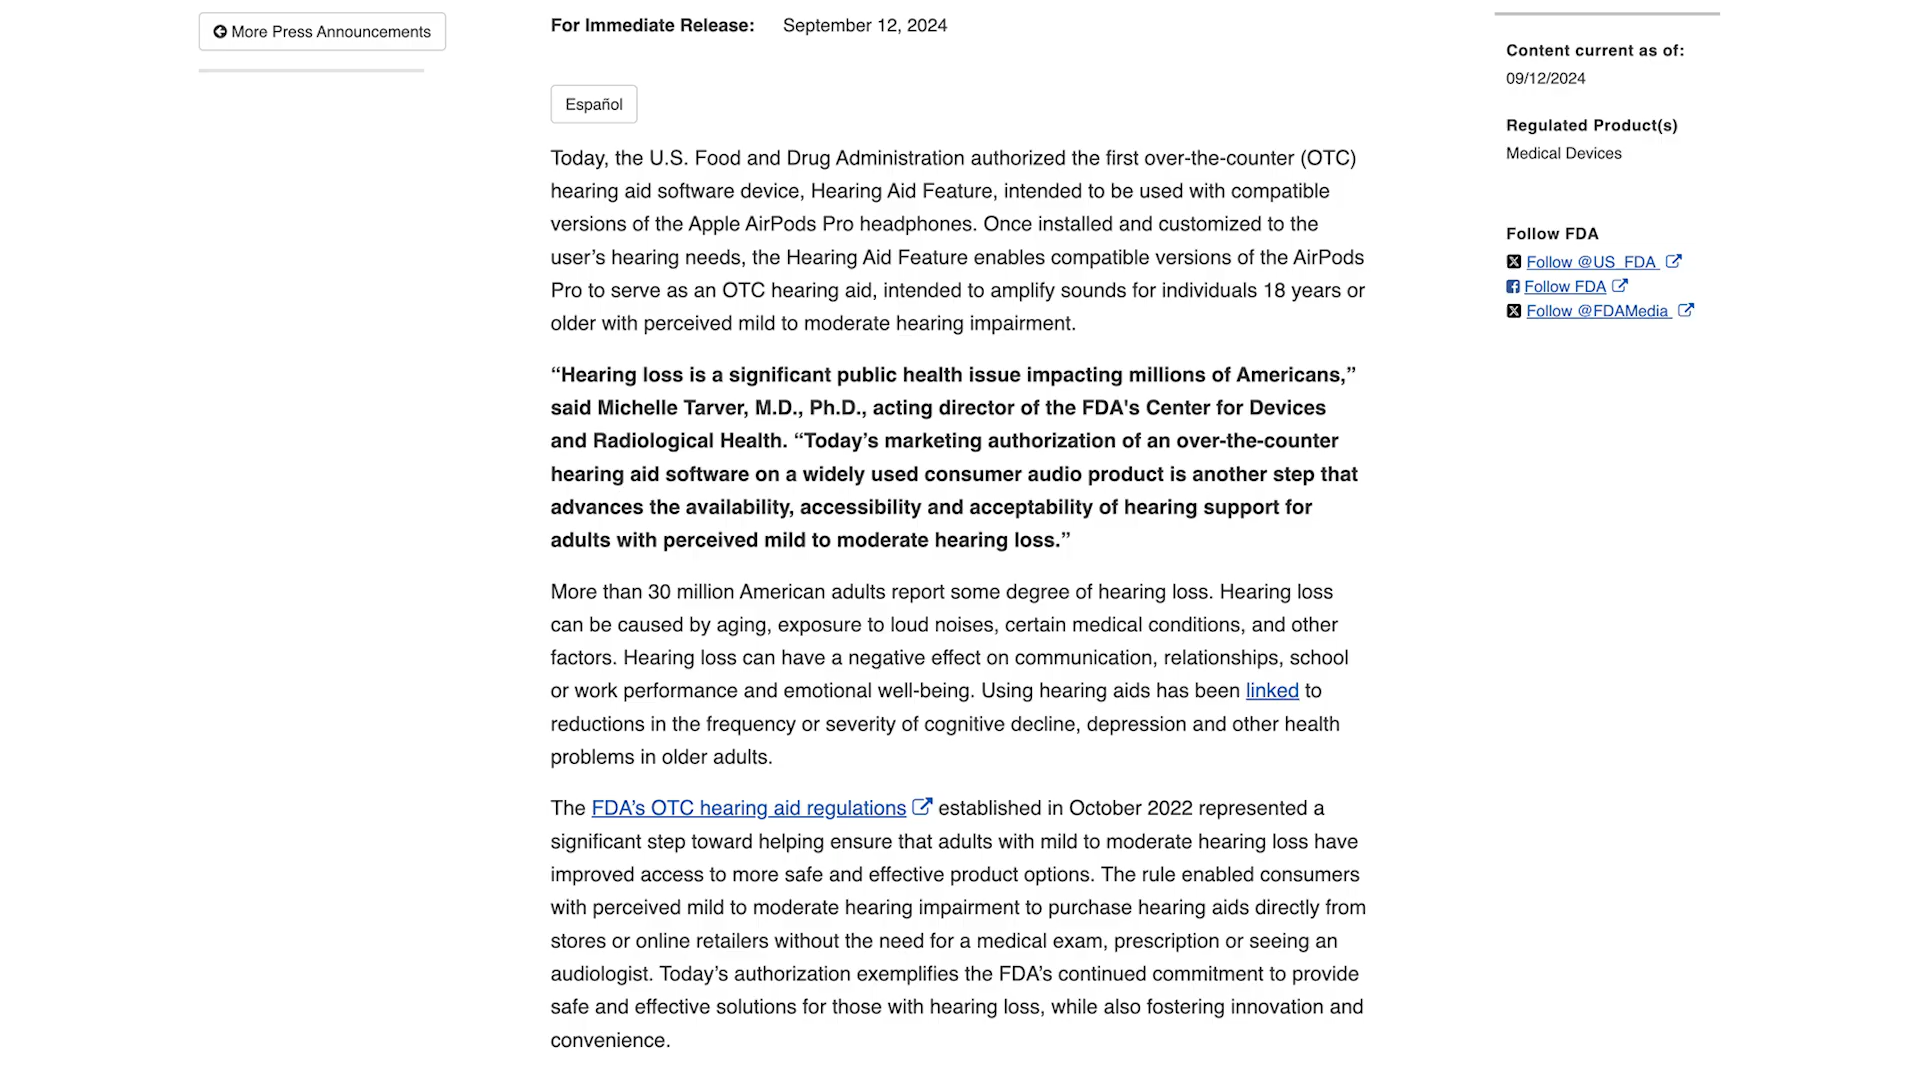 More Press Announcements
For Immediate Release: September 12, 2024
Español
Today, the U.S. Food and Drug Administration authorized the first over-the-counter (OTC)
hearing aid software device, Hearing Aid Feature, intended to be used with compatible
versions of the Apple AirPods Pro headphones. Once installed and customized to the
user’s hearing needs, the Hearing Aid Feature enables compatible versions of the AirPods
Pro to serve as an OTC hearing aid, intended to amplify sounds for individuals 18 years or
older with perceived mild to moderate hearing impairment.
“Hearing loss is a significant public health issue impacting millions of Americans,”
said Michelle Tarver, M.D., Ph.D., acting director of the FDA's Center for Devices
and Radiological Health. “Today’s marketing authorization of an over-the-counter
hearing aid software on a widely used consumer audio product is another step that
advances the availability, accessibility and acceptability of hearing support for
adults with perceived mild to moderate hearing loss.”
More than 30 million American adults report some degree of hearing loss. Hearing loss
can be caused by aging, exposure to loud noises, certain medical conditions, and other
factors. Hearing loss can have a negative effect on communication, relationships, school
or work performance and emotional well-being. Using hearing aids has been linked to
reductions in the frequency or severity of cognitive decline, depression and other health
problems in older adults.
The FDA’s OTC hearing aid regulations established in October 2022 represented a
significant step toward helping ensure that adults with mild to moderate hearing loss have
improved access to more safe and effective product options. The rule enabled consumers
with perceived mild to moderate hearing impairment to purchase hearing aids directly from
stores or online retailers without the need for a medical exam, prescription or seeing an
audiologist. Today’s authorization exemplifies the FDA’s continued commitment to provide
safe and effective solutions for those with hearing loss, while also fostering innovation and
convenience.
Content current as of:
09/12/2024
Regulated Product(s)
Medical Devices
Follow FDA
Follow @US_FDA
Follow FDA
Follow @FDAMedia